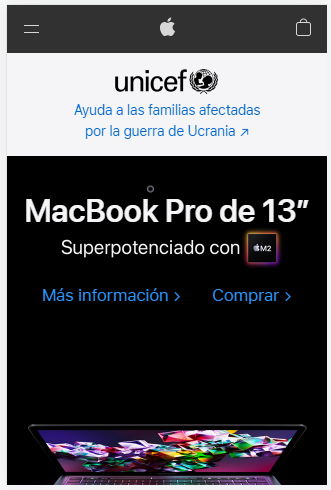 unicef
Ayuda a las familias afectadas
por la guerra de Ucrania ↗
MacBook Pro de 13”
Superpotenciado con M2
Más información >
Comprar >